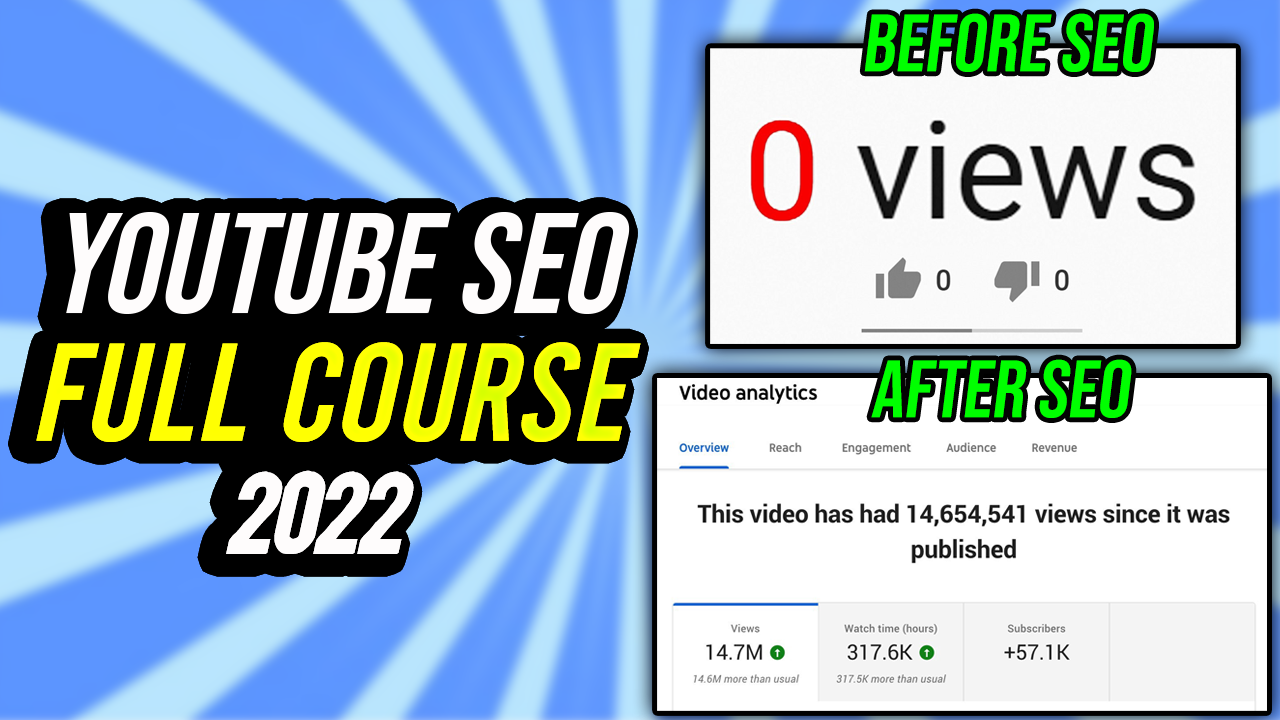 YOUTUBE SEO
FULL COURSE
2022
BEFORE SEO
0 views
0 0
AFTER SEO
Video analytics
Overview Reach Engagement Audience Revenue
This video has had 14,654,541 views since it was
published
Views Watch time (hours) Subscribers
14.7M 317.6K +57.1K
14.6M more than usual 317.5K more than usual